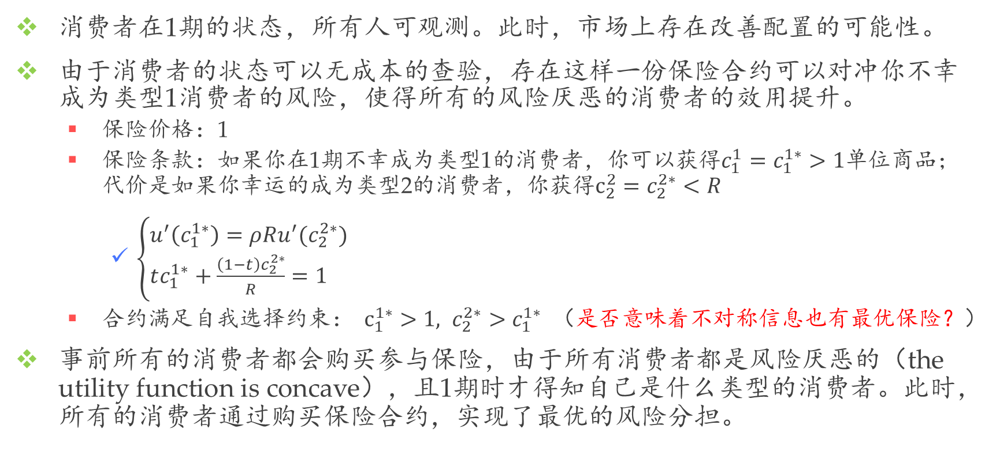 ❖ 消费者在1期的状态，所有人可观测。此时，市场上存在改善配置的可能性。
❖ 由于消费者的状态可以无成本的查验，存在这样一份保险合约可以对冲你不幸
成为类型1消费者的风险，使得所有的风险厌恶的消费者的效用提升。
▪ 保险价格：1
▪ 保险条款：如果你在1期不幸成为类型1的消费者，你可以获得$c_1^1 = c_1^{1*} > 1$单位商品；
代价是如果你幸运的成为类型2的消费者，你获得$c_2^2 = c_2^{2*} < R$
✓ $\begin{cases} u'(c_1^{1*}) = \rho R u'(c_2^{2*}) \\ tc_1^{1*} + \frac{(1-t)c_2^{2*}}{R} = 1 \end{cases}$
▪ 合约满足自我选择约束： $c_1^{1*} > 1, \ c_2^{2*} > c_1^{1*}$ （是否意味着不对称信息也有最优保险？）
❖ 事前所有的消费者都会购买参与保险，由于所有消费者都是风险厌恶的（the
utility function is concave），且1期时才得知自己是什么类型的消费者。此时，
所有的消费者通过购买保险合约，实现了最优的风险分担。